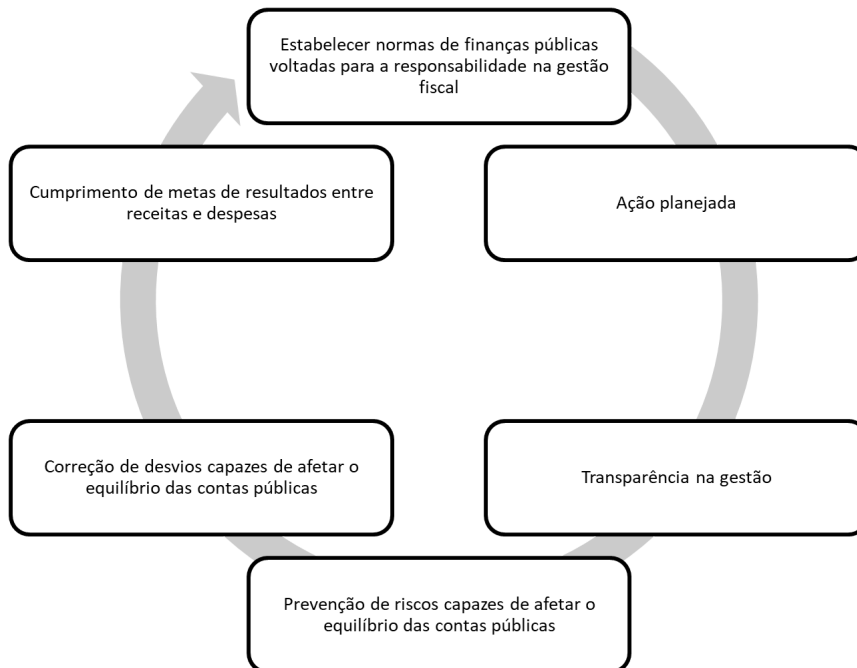 Estabelecer normas de finanças públicas
voltadas para a responsabilidade na gestão
fiscal
Ação planejada
Transparência na gestão
Prevenção de riscos capazes de afetar o
equilíbrio das contas públicas
Correção de desvios capazes de afetar o
equilíbrio das contas públicas
Cumprimento de metas de resultados entre
receitas e despesas